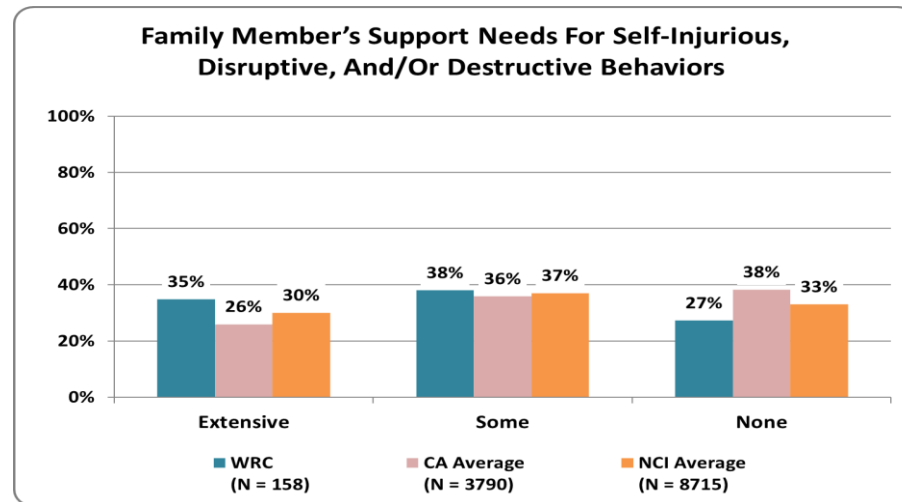 Family Member’s Support Needs For Self-Injurious,
Disruptive, And/Or Destructive Behaviors
100%
80%
60%
40%
20%
0%
35%
26%
30%
38%
36%
37%
27%
38%
33%
Extensive
Some
None
WRC
(N = 158)
CA Average
(N = 3790)
NCI Average
(N = 8715)